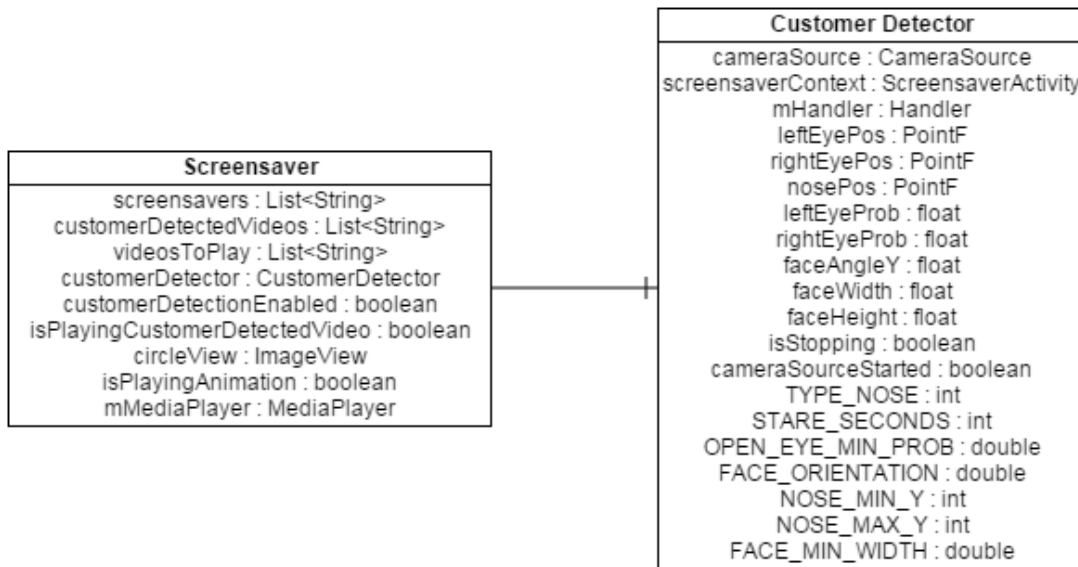 Screensaver
screensavers : List<String>
customerDetectedVideos : List<String>
videosToPlay : List<String>
customerDetector : CustomerDetector
customerDetectionEnabled : boolean
isPlayingCustomerDetectedVideo : boolean
circleView : ImageView
isPlayingAnimation : boolean
mMediaPlayer : MediaPlayer
Customer Detector
cameraSource : CameraSource
screensaverContext : ScreensaverActivity
mHandler : Handler
leftEyePos : PointF
rightEyePos : PointF
nosePos : PointF
leftEyeProb : float
rightEyeProb : float
faceAngleY : float
faceWidth : float
faceHeight : float
isStopping : boolean
cameraSourceStarted : boolean
TYPE_NOSE : int
STARE_SECONDS : int
OPEN_EYE_MIN_PROB : double
FACE_ORIENTATION : double
NOSE_MIN_Y : int
NOSE_MAX_Y : int
FACE_MIN_WIDTH : double